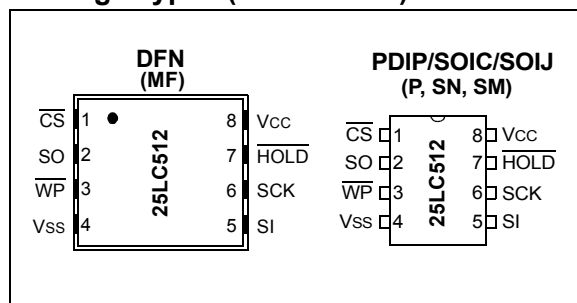 DFN
(MF)
CS 1 8 VCC
SO 2 7 HOLD
WP 3 6 SCK
VSS 4 5 SI
25LC512
PDIP/SOIC/SOIJ
(P, SN, SM)
CS 1 8 VCC
SO 2 7 HOLD
WP 3 6 SCK
VSS 4 5 SI
25LC512